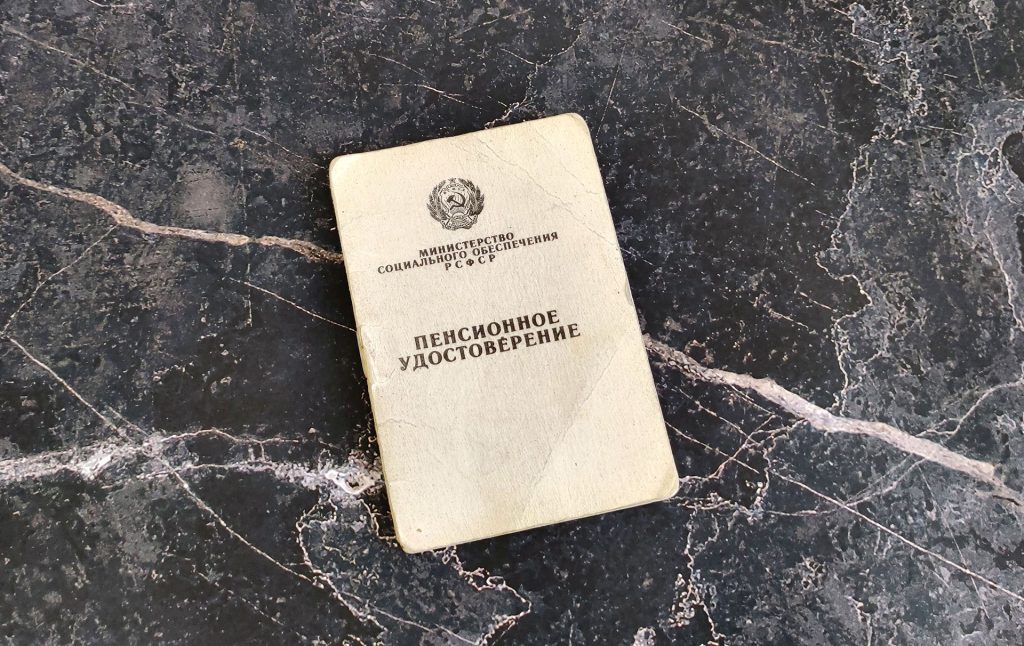 МИНИСТЕРСТВО
СОЦИАЛЬНОГО ОБЕСПЕЧЕНИЯ
РСФСР
ПЕНСИОННОЕ
УДОСТОВЕРЕНИЕ